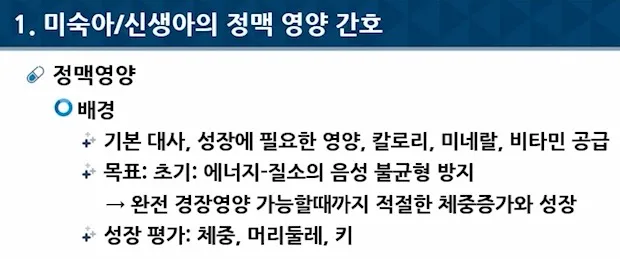 1. 미숙아/신생아의 정맥 영양 간호
정맥영양
배경
기본 대사, 성장에 필요한 영양, 칼로리, 미네랄, 비타민 공급
목표: 초기: 에너지-질소의 음성 불균형 방지
→ 완전 경장영양 가능할때까지 적절한 체중증가와 성장
성장 평가: 체중, 머리둘레, 키